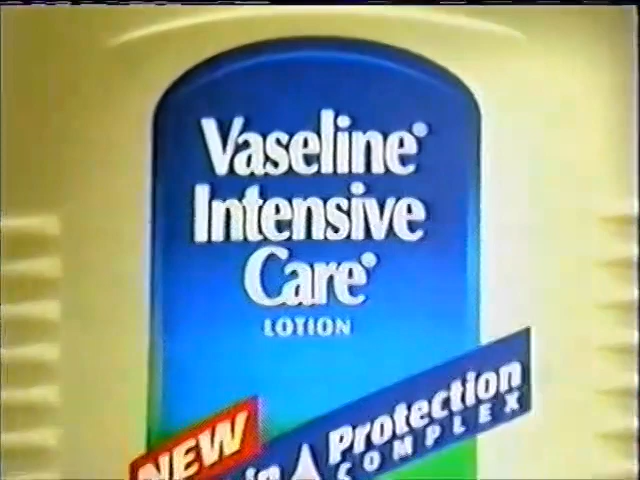 Vaseline®
Intensive
Care®
LOTION
NEW
Protection
COMPLEX